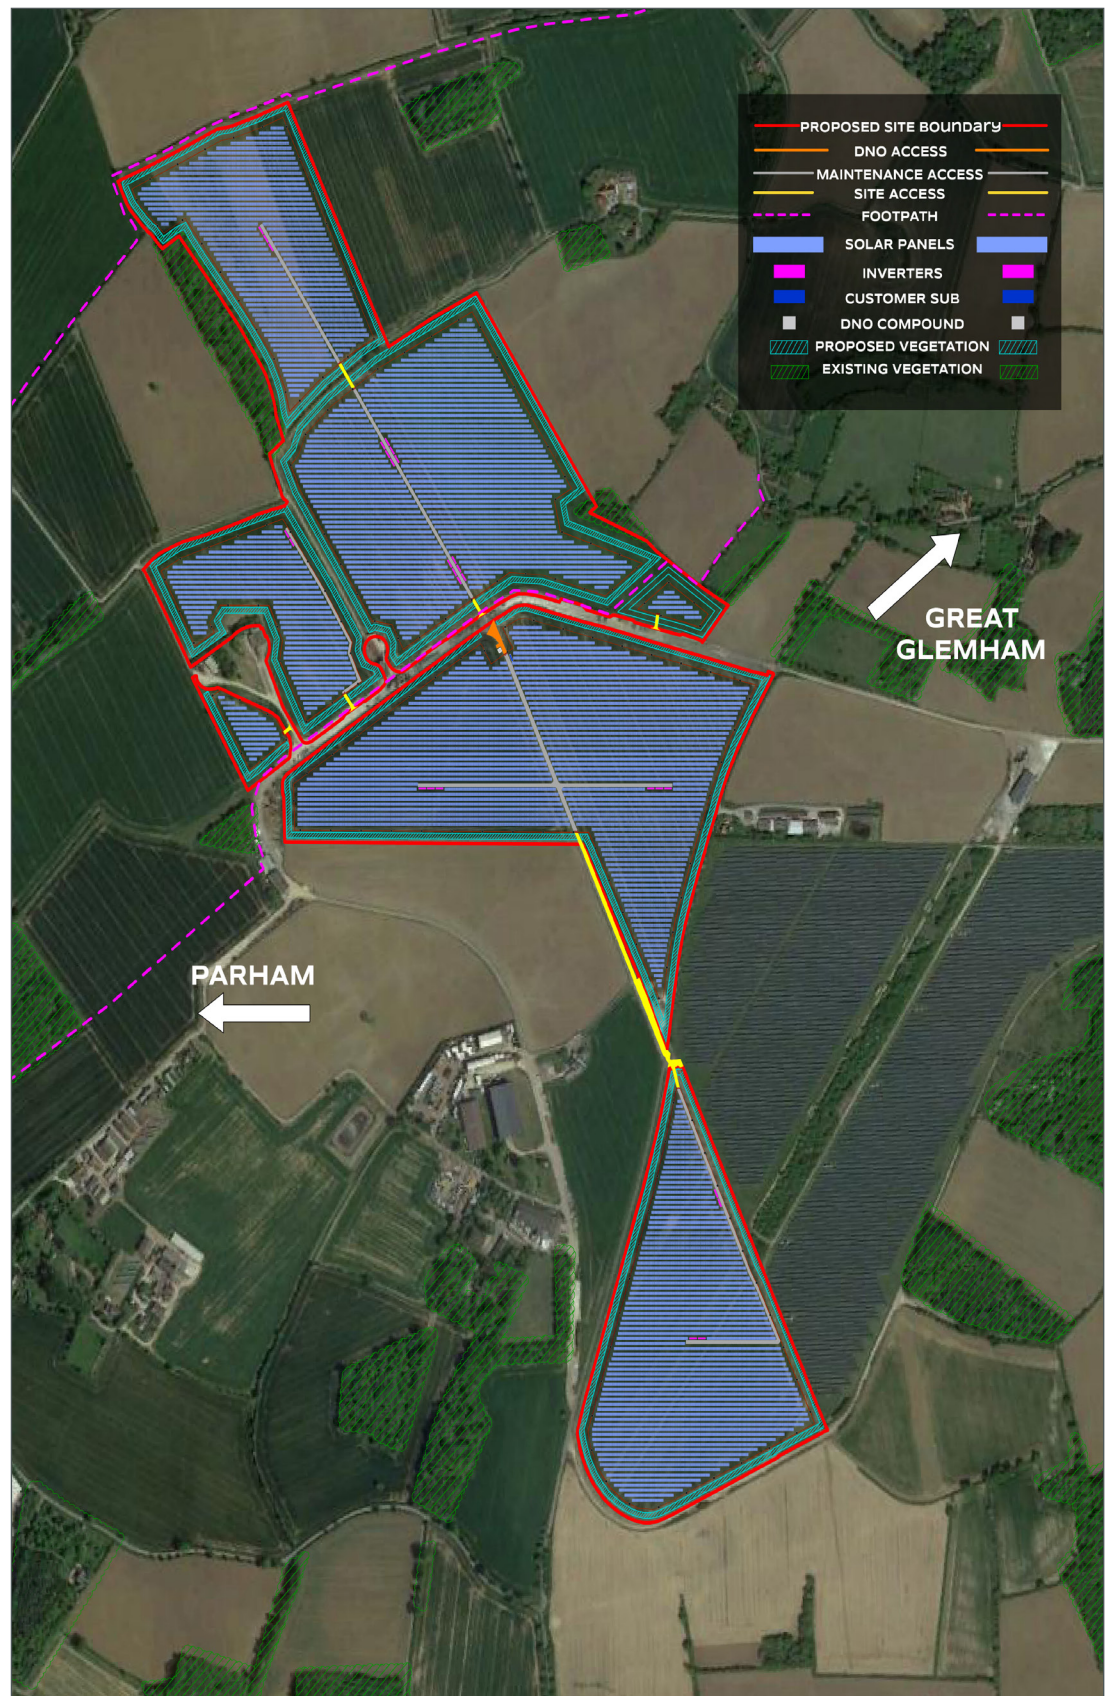 PROPOSED SITE BOUNDARY
DNO ACCESS
MAINTENANCE ACCESS
SITE ACCESS
FOOTPATH
SOLAR PANELS
INVERTERS
CUSTOMER SUB
DNO COMPOUND
PROPOSED VEGETATION
EXISTING VEGETATION
GREAT
GLEMHAM
PARHAM